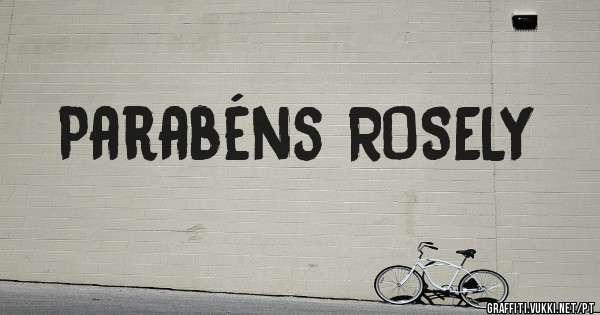 PARABÉNS ROSELY
GRAFFITI.VUKKI.NET/PT